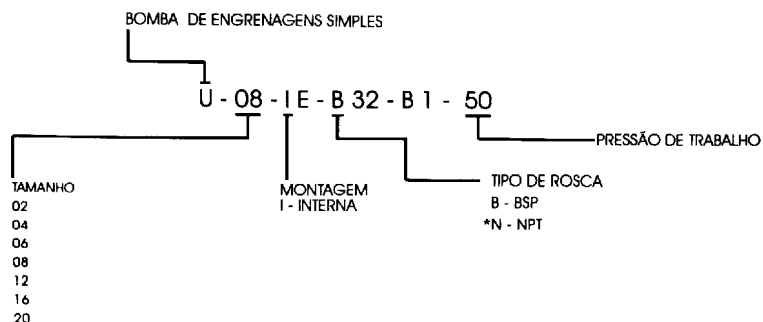 BOMBA DE ENGRENAGENS SIMPLES
U - 08 - I E - B 32 - B 1 - 50
PRESSÃO DE TRABALHO
TAMANHO
02
04
06
08
12
16
20
MONTAGEM
I - INTERNA
TIPO DE ROSCA
B - BSP
*N - NPT